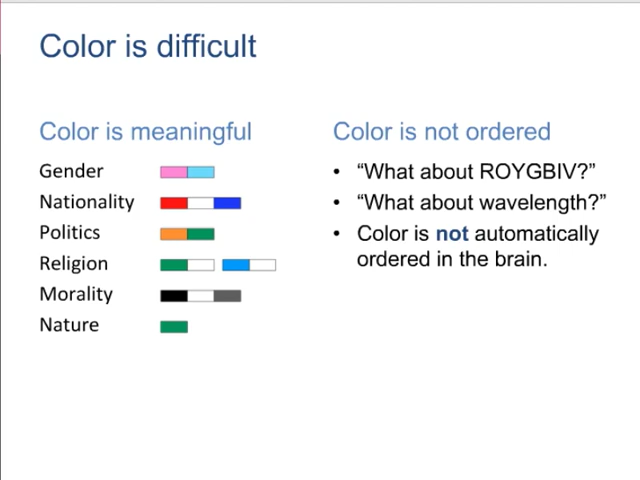 Color is difficult
Color is meaningful
Gender
Nationality
Politics
Religion
Morality
Nature
Color is not ordered
• “What about ROYGBIV?”
• “What about wavelength?”
• Color is not automatically
ordered in the brain.